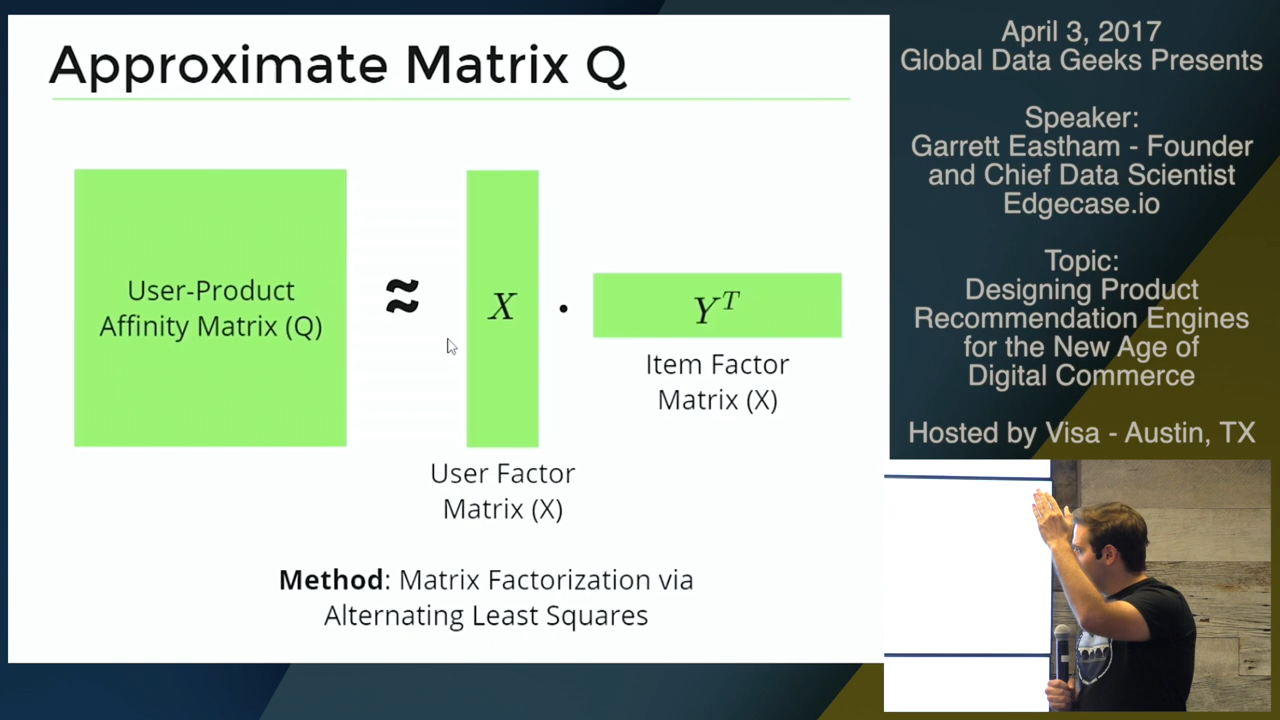 Approximate Matrix Q
User-Product
Affinity Matrix (Q)
≈
X
·
Y^T
Item Factor
Matrix (X)
User Factor
Matrix (X)
Method: Matrix Factorization via
Alternating Least Squares
April 3, 2017
Global Data Geeks Presents
Speaker:
Garrett Eastham - Founder
and Chief Data Scientist
Edgecase.io
Topic:
Designing Product
Recommendation Engines
for the New Age of
Digital Commerce
Hosted by Visa - Austin, TX